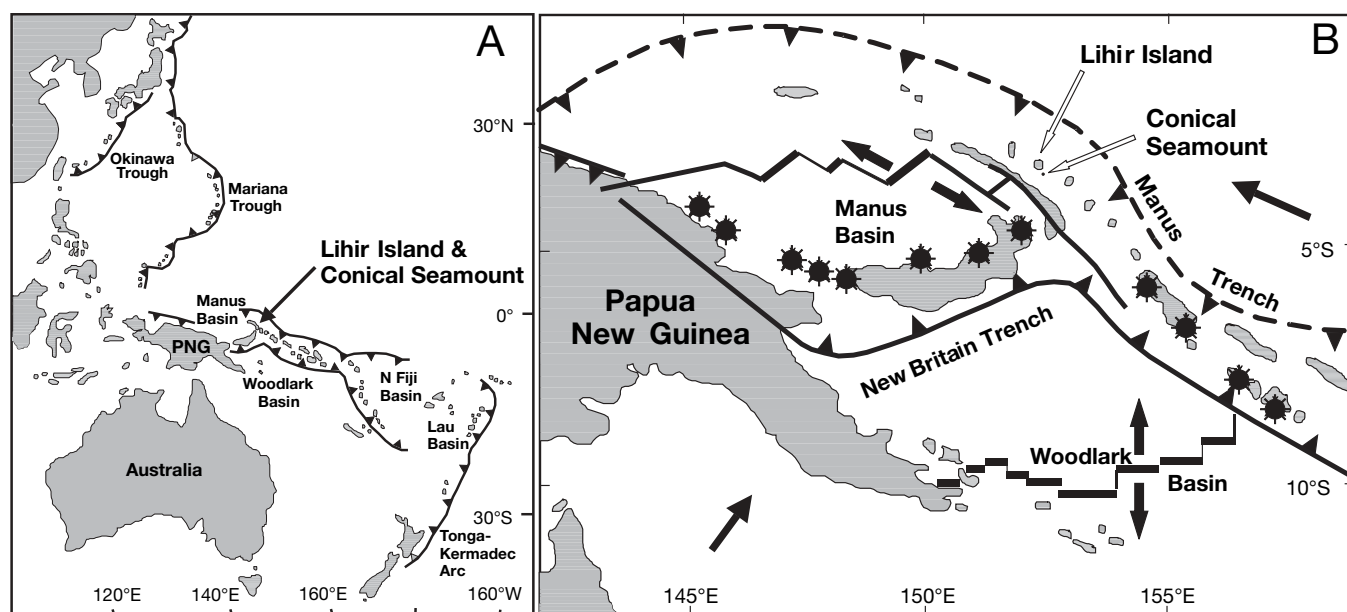 A
30°N
Okinawa
Trough
Mariana
Trough
Lihir Island &
Conical Seamount
Manus
Basin
0°
PNG
Woodlark
Basin
N Fiji
Basin
Lau
Basin
Australia
30°S
Tonga-
Kermadec
Arc
120°E
140°E
160°E
160°W
B
Lihir Island
Conical
Seamount
Manus
Trench
Manus
Basin
5°S
Papua
New Guinea
New Britain Trench
Woodlark
Basin
10°S
145°E
150°E
155°E